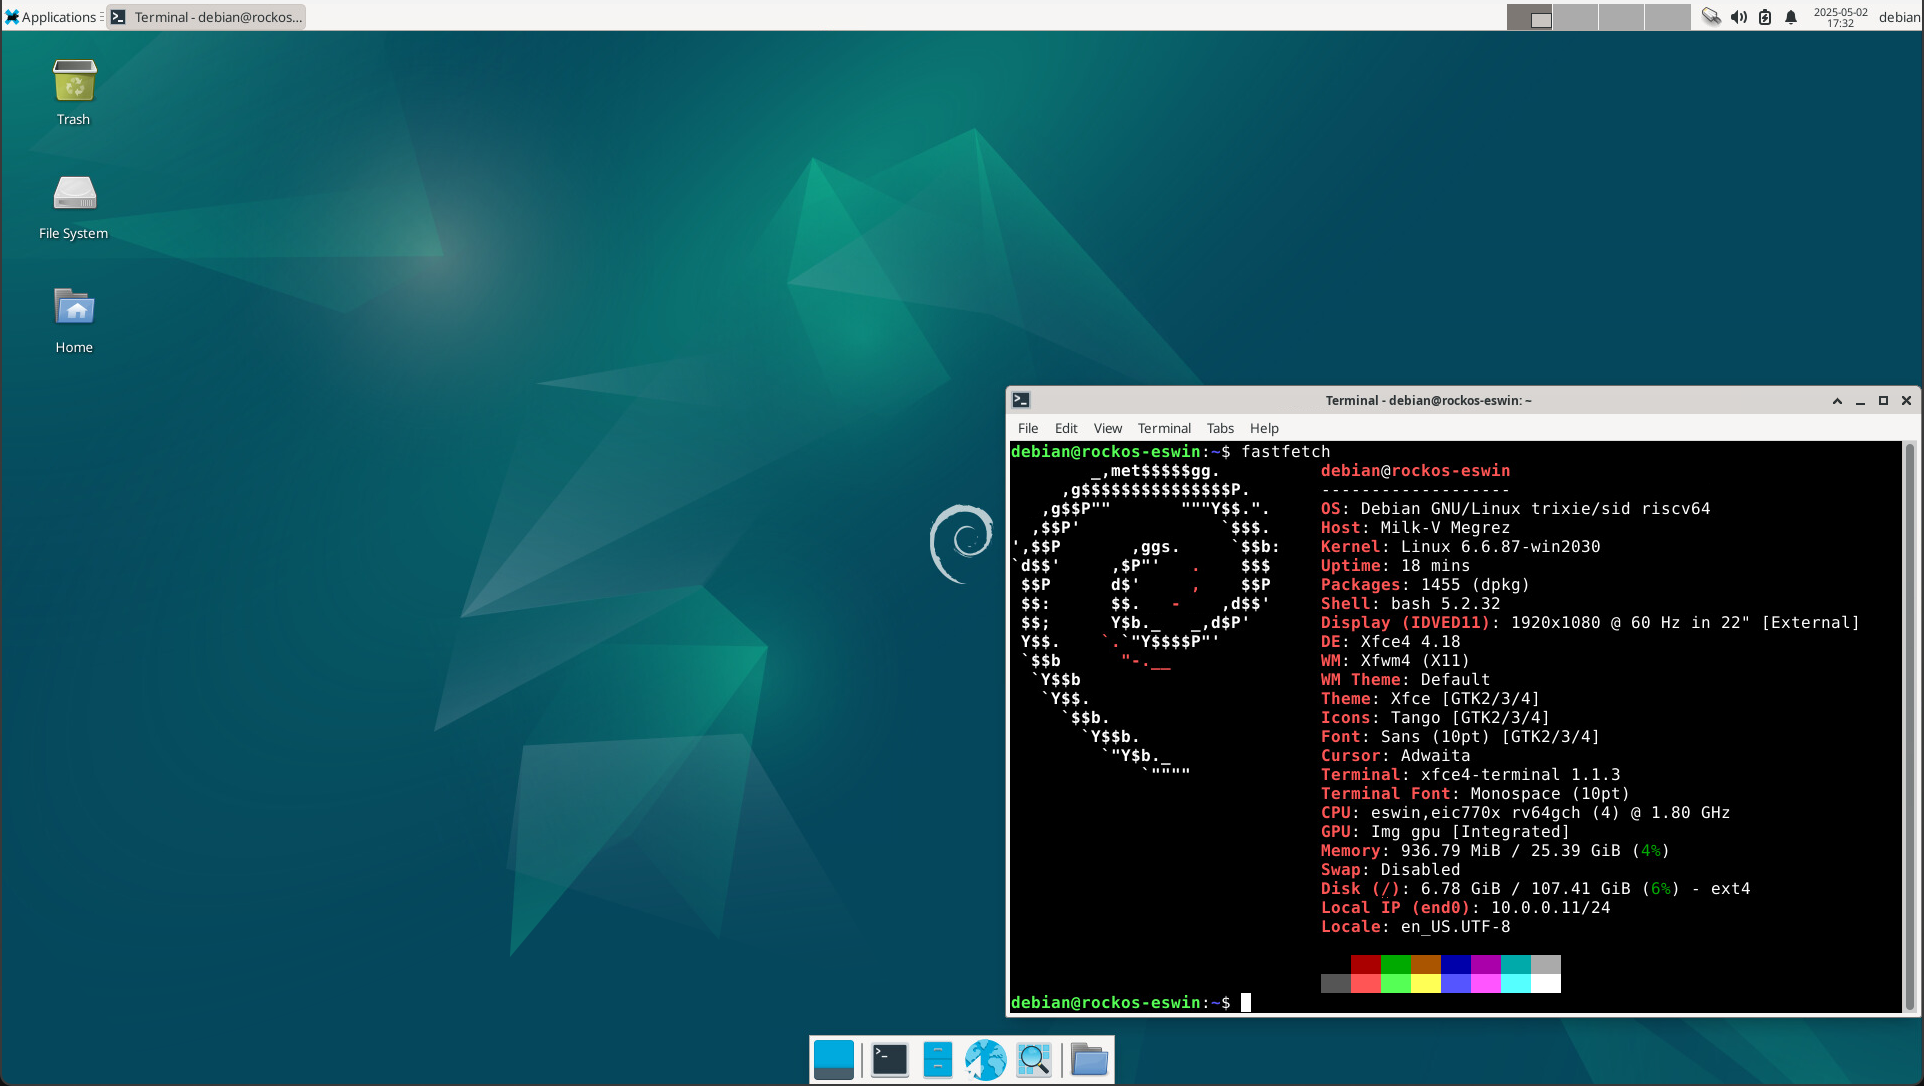 Applications
Terminal - debian@rockos...
2025-05-02
17:32
debian
Trash
File System
Home
Terminal - debian@rockos-eswin: ~
File Edit View Terminal Tabs Help
debian@rockos-eswin:~$ fastfetch
debian@rockos-eswin
-------------------
OS: Debian GNU/Linux trixie/sid riscv64
Host: Milk-V Megrez
Kernel: Linux 6.6.87-win2030
Uptime: 18 mins
Packages: 1455 (dpkg)
Shell: bash 5.2.32
Display (IDVED11): 1920x1080 @ 60 Hz in 22" [External]
DE: Xfce4 4.18
WM: Xfwm4 (X11)
WM Theme: Default
Theme: Xfce [GTK2/3/4]
Icons: Tango [GTK2/3/4]
Font: Sans (10pt) [GTK2/3/4]
Cursor: Adwaita
Terminal: xfce4-terminal 1.1.3
Terminal Font: Monospace (10pt)
CPU: eswin,eic770x rv64gch (4) @ 1.80 GHz
GPU: Img gpu [Integrated]
Memory: 936.79 MiB / 25.39 GiB (4%)
Swap: Disabled
Disk (/): 6.78 GiB / 107.41 GiB (6%) - ext4
Local IP (end0): 10.0.0.11/24
Locale: en_US.UTF-8
debian@rockos-eswin:~$